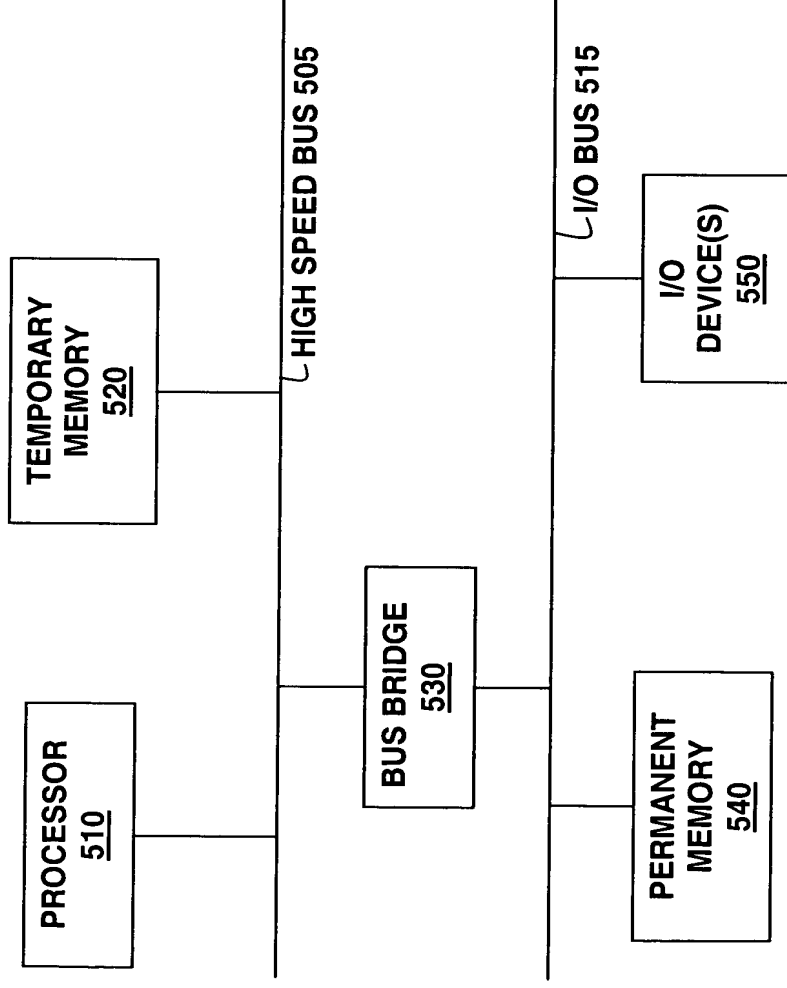 PROCESSOR
510
TEMPORARY
MEMORY
520
HIGH SPEED BUS 505
BUS BRIDGE
530
I/O BUS 515
PERMANENT
MEMORY
540
I/O
DEVICE(S)
550